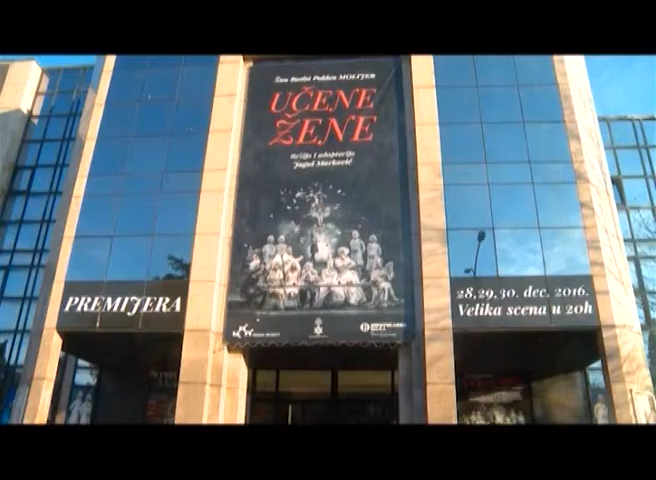 Žan Batist Poklen MOLIJER
UČENE
ŽENE
Režija i adaptacija
Jagoš Marković
PREMIJERA
28,29,30. dec. 2016.
Velika scena u 20h